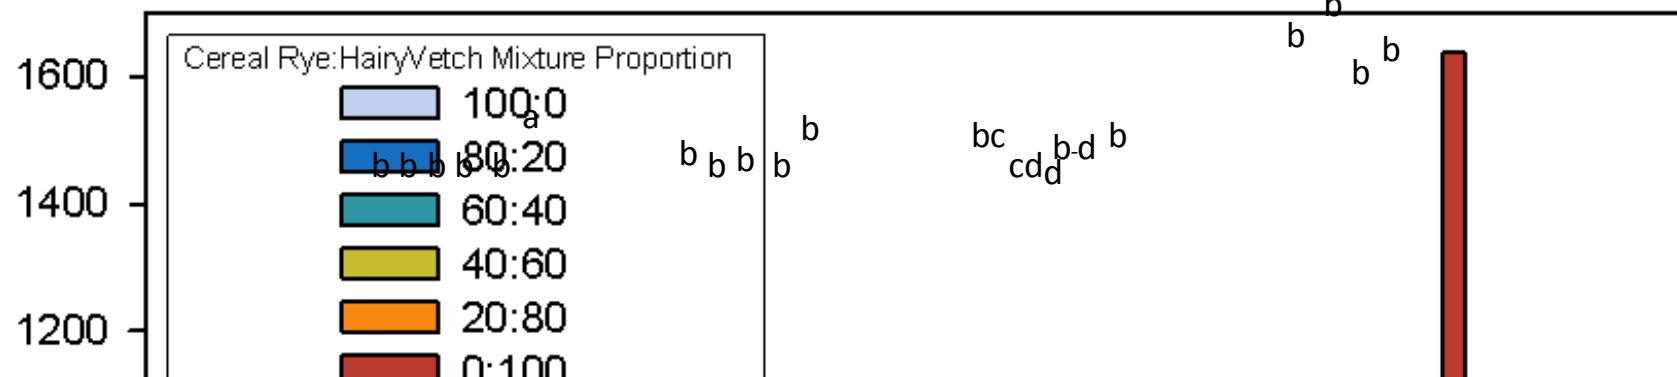 b
b
b
Cereal Rye:HairyVetch Mixture Proportion
b
1600
100:0
a
b
bc b-d b
b b b b b 80:20 b b b b cd d
1400
60:40
40:60
20:80
1200
0:100